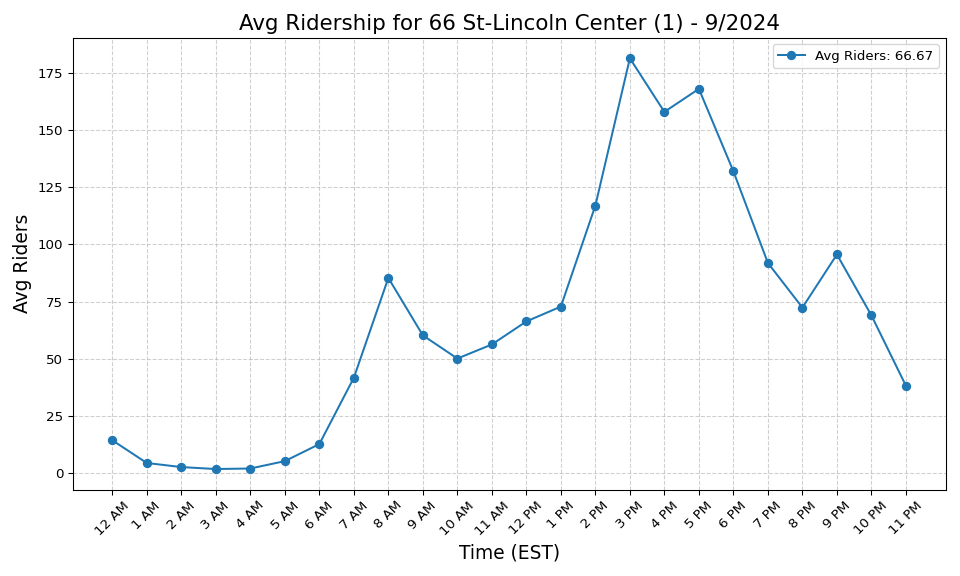 Avg Ridership for 66 St-Lincoln Center (1) - 9/2024
Avg Riders: 66.67
Avg Riders
175
150
125
100
75
50
25
0
12 AM
1 AM
2 AM
3 AM
4 AM
5 AM
6 AM
7 AM
8 AM
9 AM
10 AM
11 AM
12 PM
1 PM
2 PM
3 PM
4 PM
5 PM
6 PM
7 PM
8 PM
9 PM
10 PM
11 PM
Time (EST)